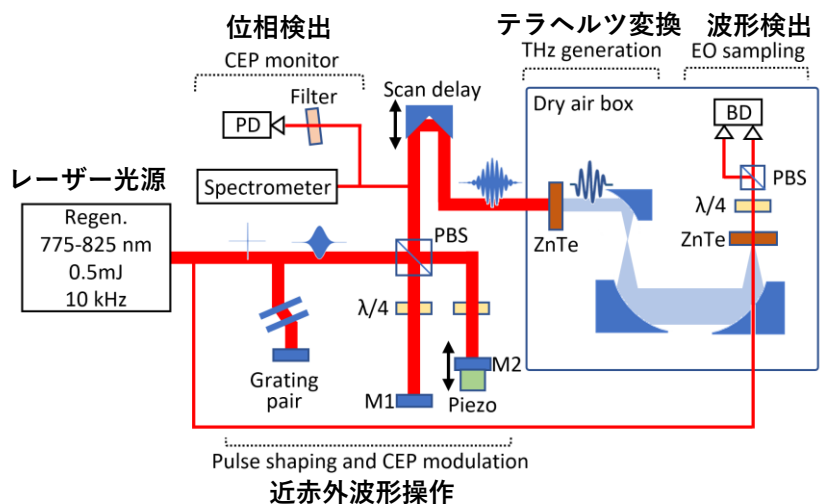 位相検出
CEP monitor
テラヘルツ変換
THz generation
波形検出
EO sampling
Filter
PD
Scan delay
Dry air box
BD
PBS
λ/4
ZnTe
ZnTe
レーザー光源
Regen.
775-825 nm
0.5mJ
10 kHz
Spectrometer
PBS
λ/4
Grating
pair
M1
M2
Piezo
Pulse shaping and CEP modulation
近赤外波形操作